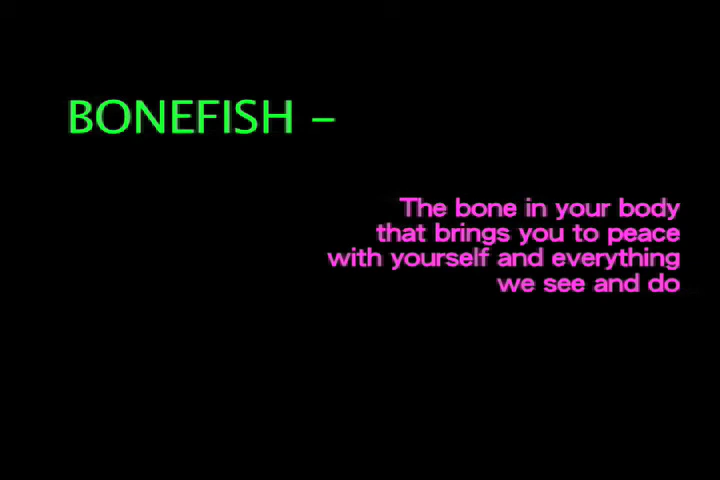 BONEFISH –
The bone in your body
that brings you to peace
with yourself and everything
we see and do